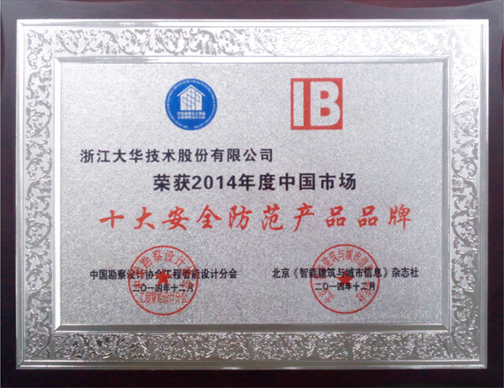 IB
浙江大华技术股份有限公司
荣获2014年度中国市场
十大安全防范产品品牌
中国勘察设计协会工程智能设计分会
北京《智能建筑与城市信息》杂志社
二〇一四年十二月
二〇一四年十二月